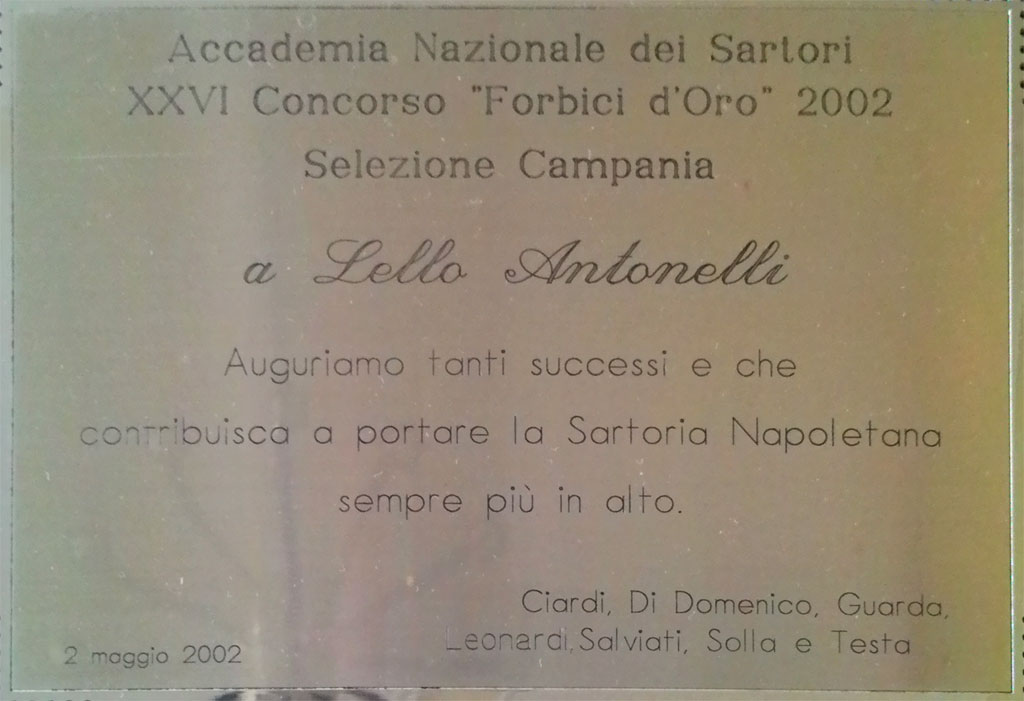 Accademia Nazionale dei Sartori
XXVI Concorso "Forbici d'Oro" 2002
Selezione Campania
a Lello Antonelli
Auguriamo tanti successi e che
contribuisca a portare la Sartoria Napoletana
sempre più in alto.
Ciardi, Di Domenico, Guarda,
Leonardi, Salviati, Solla e Testa
2 maggio 2002